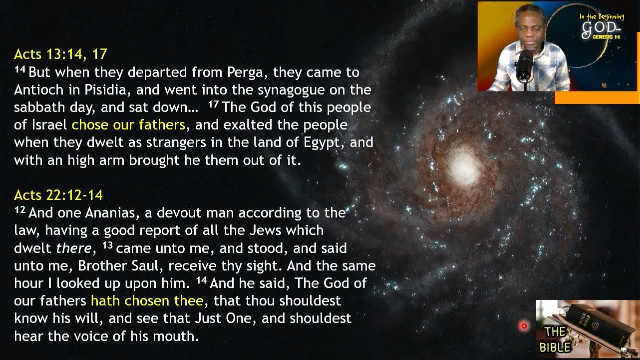 Acts 13:14, 17
14 But when they departed from Perga, they came to
Antioch in Pisidia, and went into the synagogue on the
sabbath day, and sat down… 17 The God of this people
of Israel chose our fathers, and exalted the people
when they dwelt as strangers in the land of Egypt, and
with an high arm brought he them out of it.
Acts 22:12-14
12 And one Ananias, a devout man according to the
law, having a good report of all the Jews which
dwelt there, 13 came unto me, and stood, and said
unto me, Brother Saul, receive thy sight. And the same
hour I looked up upon him. 14 And he said, The God of
our fathers hath chosen thee, that thou shouldest
know his will, and see that Just One, and shouldest
hear the voice of his mouth.
In the Beginning
GOD
GENESIS 1:1
THE
BIBLE